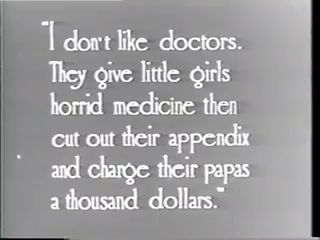 "I don't like doctors.
They give little girls
horrid medicine then
cut out their appendix
and charge their papas
a thousand dollars."